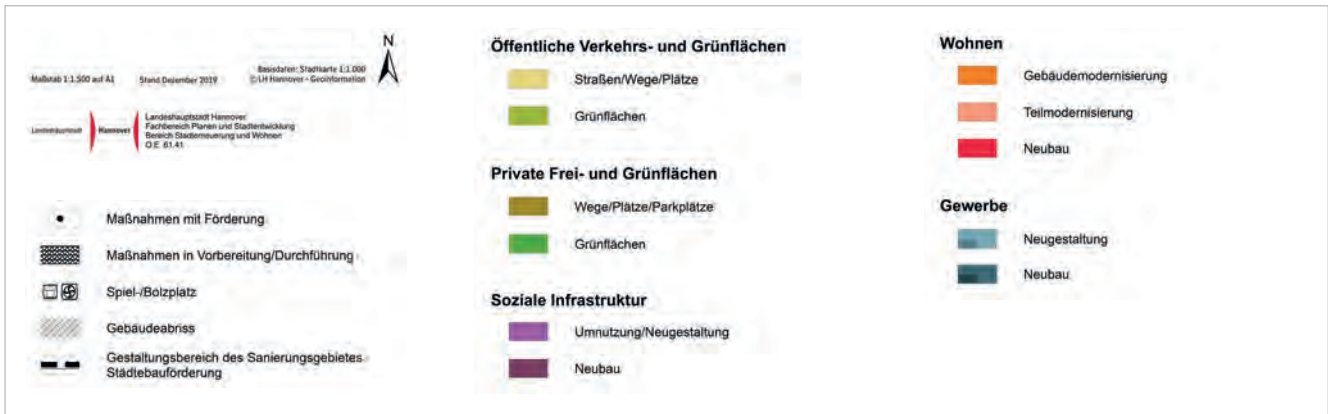 N
Maßstab 1:1.500 auf A1
Stand Dezember 2019
Basisdaten: Stadtkarte 1:1.000
© LH Hannover - Geoinformation
Landeshauptstadt
Hannover
Landeshauptstadt Hannover
Fachbereich Planen und Stadtentwicklung
Bereich Stadterneuerung und Wohnen
O.E. 61.41
Maßnahmen mit Förderung
Maßnahmen in Vorbereitung/Durchführung
Spiel-/Bolzplatz
Gebäudeabriss
Gestaltungsbereich des Sanierungsgebietes
Städtebauförderung
Öffentliche Verkehrs- und Grünflächen
Straßen/Wege/Plätze
Grünflächen
Private Frei- und Grünflächen
Wege/Plätze/Parkplätze
Grünflächen
Soziale Infrastruktur
Umnutzung/Neugestaltung
Neubau
Wohnen
Gebäudemodernisierung
Teilmodernisierung
Neubau
Gewerbe
Neugestaltung
Neubau